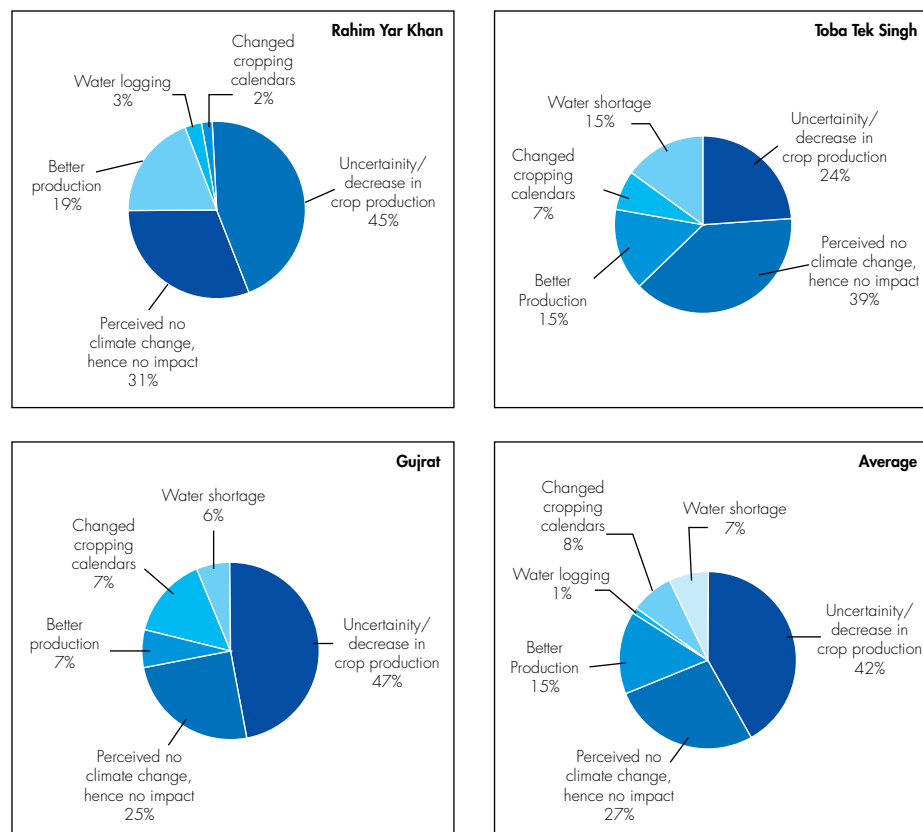 Rahim Yar Khan
Changed
cropping
calendars
2%
Water logging
3%
Better
production
19%
Uncertainity/
decrease in
crop production
45%
Perceived no
climate change,
hence no impact
31%
Toba Tek Singh
Water shortage
15%
Uncertainity/
decrease in
crop production
24%
Changed
cropping
calendars
7%
Better
Production
15%
Perceived no
climate change,
hence no impact
39%
Gujrat
Water shortage
6%
Changed
cropping
calendars
7%
Better
production
7%
Uncertainity/
decrease in
crop production
47%
Perceived no
climate change,
hence no impact
25%
Average
Changed
cropping
calendars
8%
Water shortage
7%
Water logging
1%
Better
Production
15%
Uncertainity/
decrease in
crop production
42%
Perceived no
climate change,
hence no impact
27%